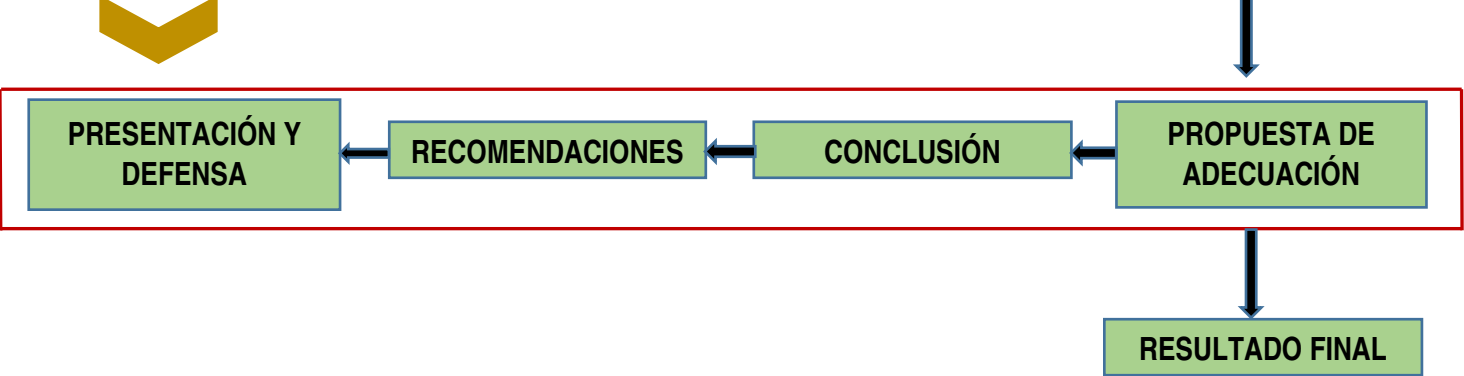 PRESENTACIÓN Y
DEFENSA
RECOMENDACIONES
CONCLUSIÓN
PROPUESTA DE
ADECUACIÓN
RESULTADO FINAL